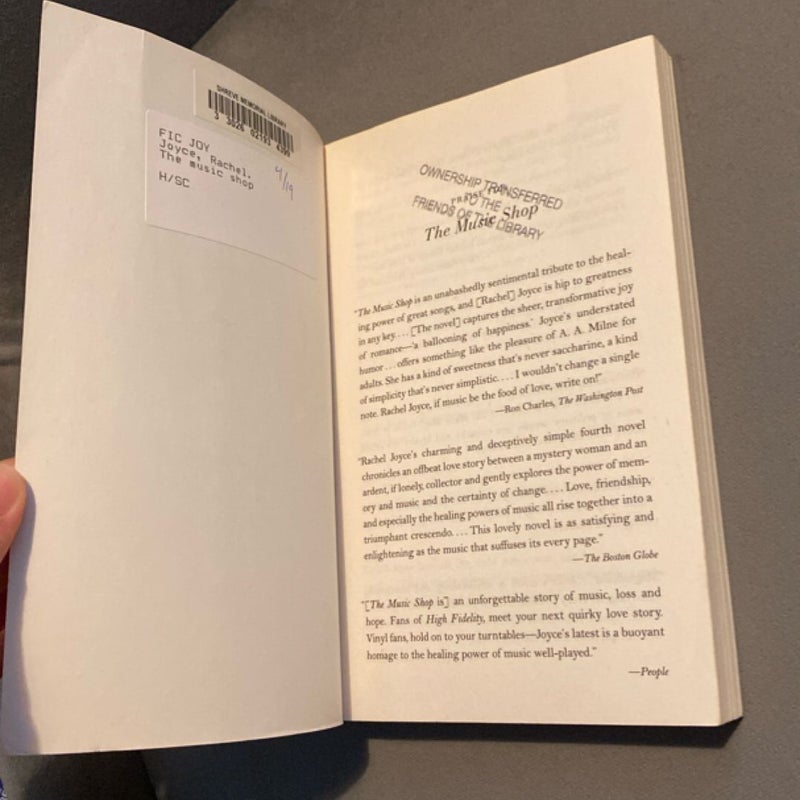 SHREVE MEMORIAL LIBRARY
3 3026 02193 4399
FIC JOY
Joyce, Rachel.
The music shop
H/SC
4/19
OWNERSHIP TRANSFERRED
TO THE
FRIENDS OF THE LIBRARY
PRAISE FOR
The Music Shop
"The Music Shop is an unabashedly sentimental tribute to the heal-
ing power of great songs, and [Rachel] Joyce is hip to greatness
in any key.... [The novel] captures the sheer, transformative joy
of romance—'a ballooning of happiness.' Joyce's understated
humor... offers something like the pleasure of A. A. Milne for
adults. She has a kind of sweetness that's never saccharine, a kind
of simplicity that's never simplistic.... I wouldn't change a single
note. Rachel Joyce, if music be the food of love, write on!"
—Ron Charles, The Washington Post
"Rachel Joyce's charming and deceptively simple fourth novel
chronicles an offbeat love story between a mystery woman and an
ardent, if lonely, collector and gently explores the power of mem-
ory and music and the certainty of change.... Love, friendship,
and especially the healing powers of music all rise together into a
triumphant crescendo.... This lovely novel is as satisfying and
enlightening as the music that suffuses its every page."
—The Boston Globe
"[The Music Shop is] an unforgettable story of music, loss and
hope. Fans of High Fidelity, meet your next quirky love story.
Vinyl fans, hold on to your turntables—Joyce's latest is a buoyant
homage to the healing power of music well-played."
—People